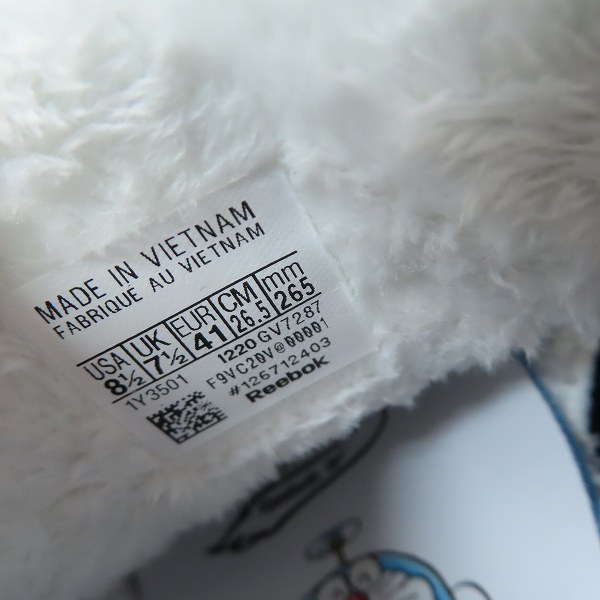 MADE IN VIETNAM
FABRIQUE AU VIETNAM
USA UK EUR CM mm
8½ 7½ 41 26.5 265
1Y3501 1220 GV7287
F9VC20V@00001
#126712403
Reebok